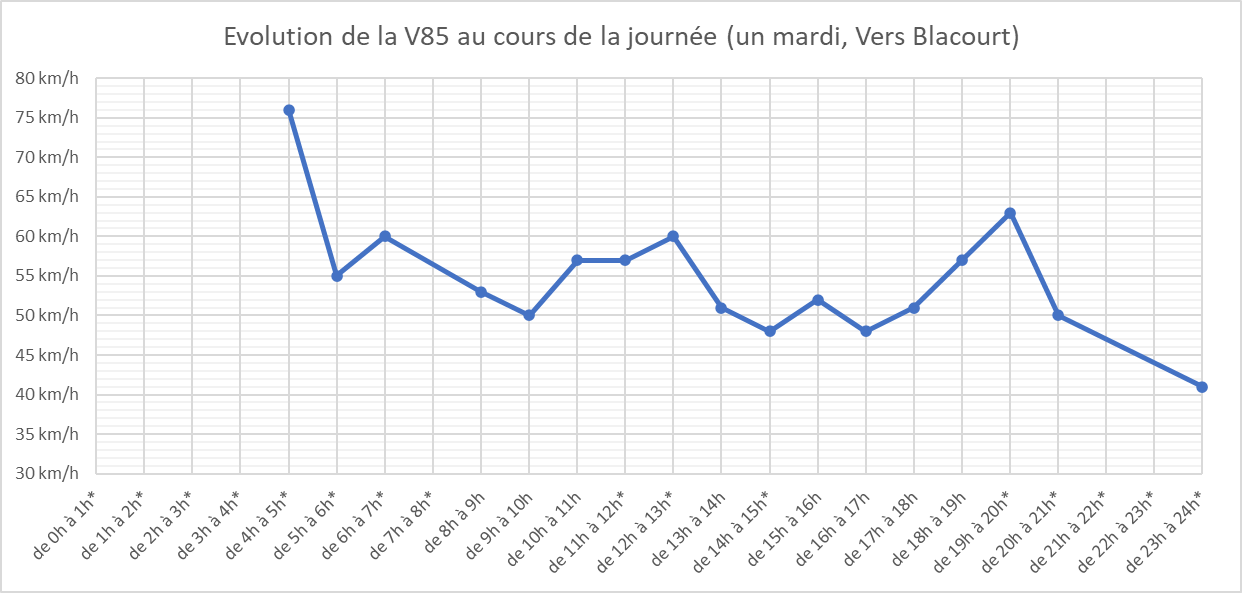 Evolution de la V85 au cours de la journée (un mardi, Vers Blacourt)
80 km/h
75 km/h
70 km/h
65 km/h
60 km/h
55 km/h
50 km/h
45 km/h
40 km/h
35 km/h
30 km/h
de 0h à 1h*
de 1h à 2h*
de 2h à 3h*
de 3h à 4h*
de 4h à 5h*
de 5h à 6h*
de 6h à 7h*
de 7h à 8h*
de 8h à 9h
de 9h à 10h
de 10h à 11h
de 11h à 12h*
de 12h à 13h*
de 13h à 14h
de 14h à 15h*
de 15h à 16h
de 16h à 17h
de 17h à 18h
de 18h à 19h
de 19h à 20h*
de 20h à 21h*
de 21h à 22h*
de 22h à 23h*
de 23h à 24h*